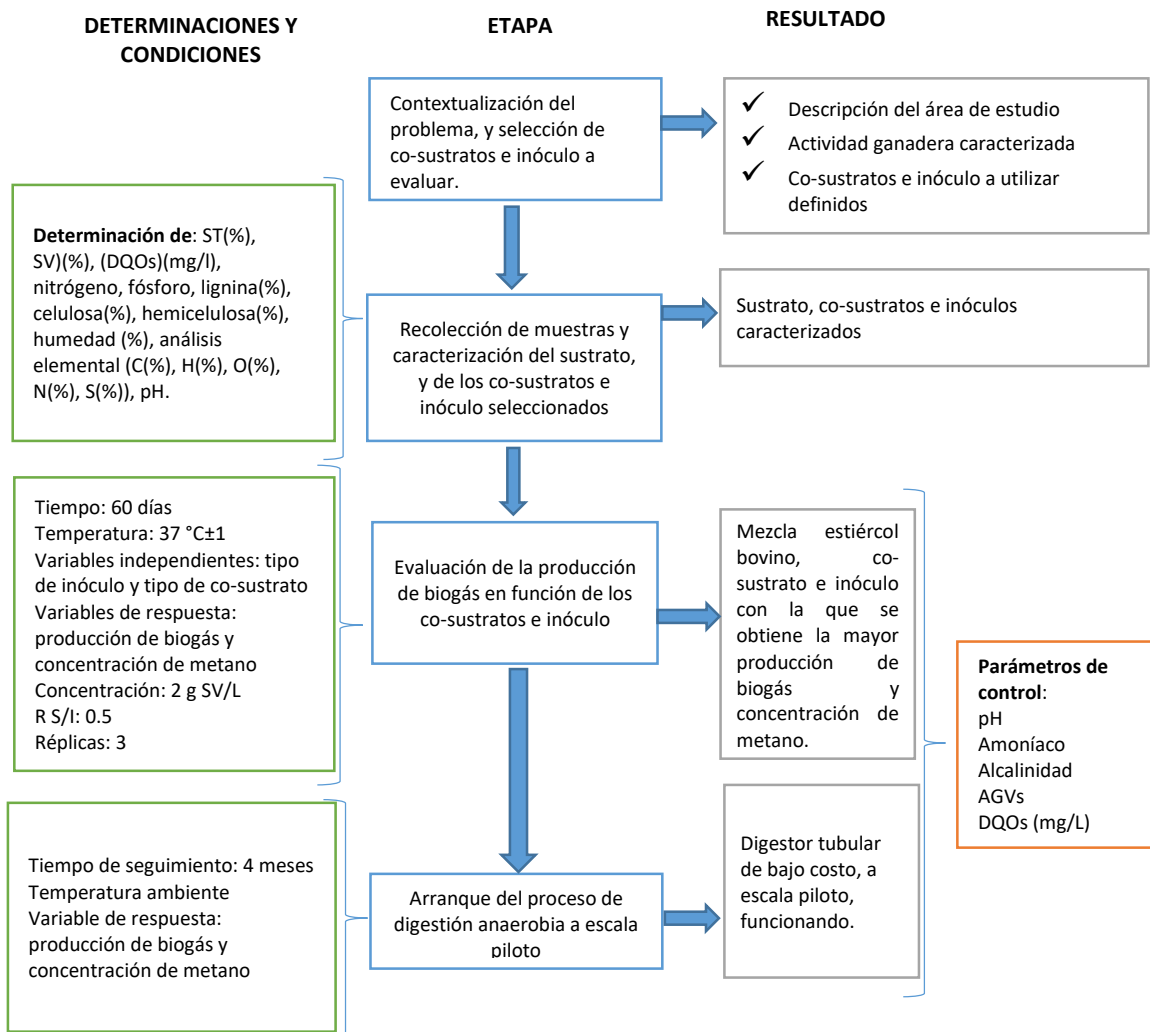 DETERMINACIONES Y
CONDICIONES
ETAPA
RESULTADO
Contextualización del
problema, y selección de
co-sustratos e inóculo a
evaluar.
✓ Descripción del área de estudio
✓ Actividad ganadera caracterizada
✓ Co-sustratos e inóculo a utilizar
definidos
Determinación de: ST(%),
SV)(%), (DQOs)(mg/l),
nitrógeno, fósforo, lignina(%),
celulosa(%), hemicelulosa(%),
humedad (%), análisis
elemental (C(%), H(%), O(%),
N(%), S(%)), pH.
Recolección de muestras y
caracterización del sustrato,
y de los co-sustratos e
inóculo seleccionados
Sustrato, co-sustratos e inóculos
caracterizados
Tiempo: 60 días
Temperatura: 37 °C±1
Variables independientes: tipo
de inóculo y tipo de co-sustrato
Variables de respuesta:
producción de biogás y
concentración de metano
Concentración: 2 g SV/L
R S/I: 0.5
Réplicas: 3
Evaluación de la producción
de biogás en función de los
co-sustratos e inóculo
Mezcla estiércol
bovino, co-
sustrato e inóculo
con la que se
obtiene la mayor
producción de
biogás y
concentración de
metano.
Parámetros de
control:
pH
Amoníaco
Alcalinidad
AGVs
DQOs (mg/L)
Tiempo de seguimiento: 4 meses
Temperatura ambiente
Variable de respuesta:
producción de biogás y
concentración de metano
Arranque del proceso de
digestión anaerobia a escala
piloto
Digestor tubular
de bajo costo, a
escala piloto,
funcionando.